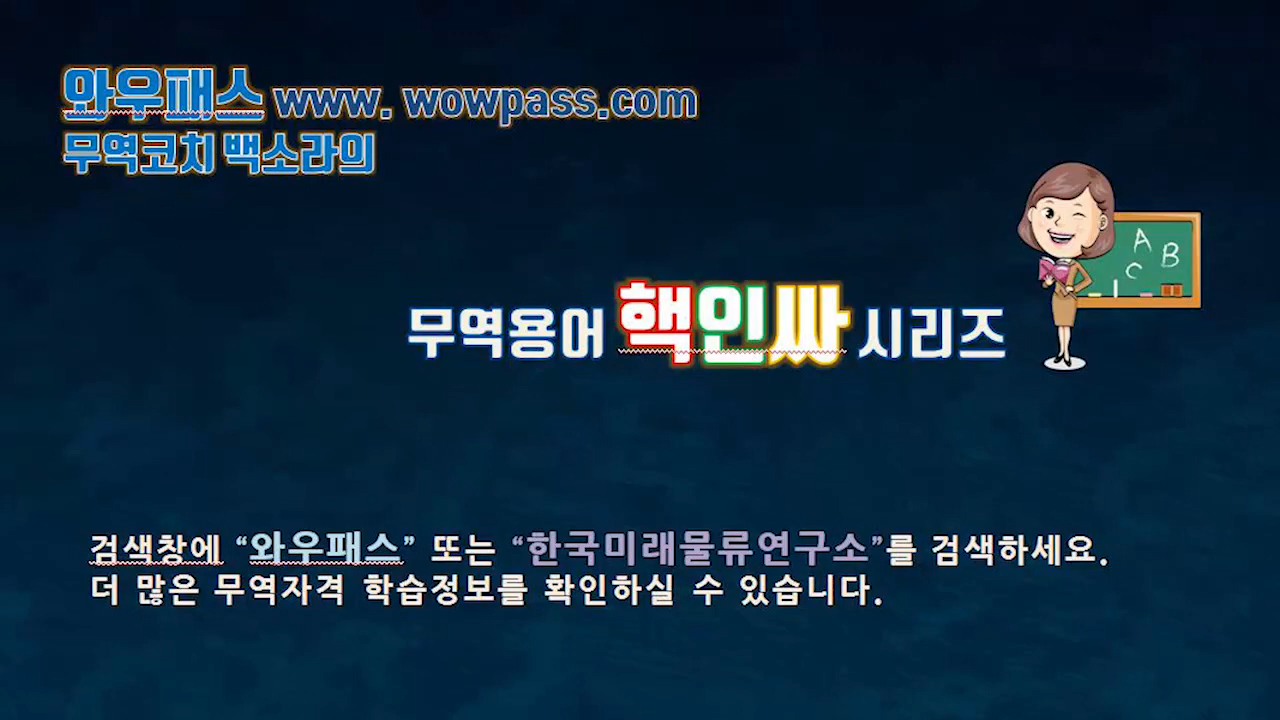 와우패스 www. wowpass.com
무역코치 백소라의
무역용어 핵인싸 시리즈
A B
C
검색창에 “와우패스” 또는 “한국미래물류연구소”를 검색하세요.
더 많은 무역자격 학습정보를 확인하실 수 있습니다.